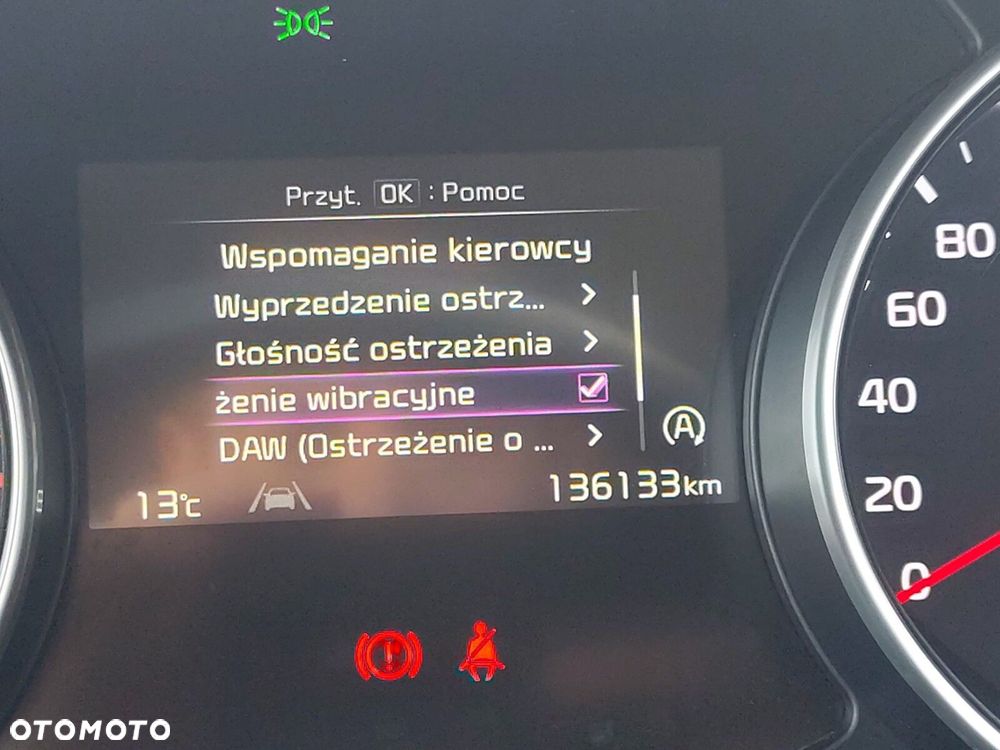 Przyt. OK : Pomoc
Wspomaganie kierowcy
Wyprzedzenie ostrz...
Głośność ostrzeżenia
żenie wibracyjne
DAW (Ostrzeżenie o ...
A
13°C
136133km
80
60
40
20
0
OTOMOTO